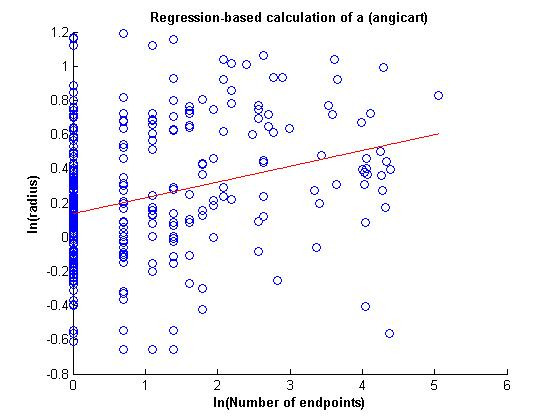 Regression-based calculation of a (angicart)
1.2
1
0.8
0.6
0.4
0.2
0
-0.2
-0.4
-0.6
-0.8
ln(radius)
0 1 2 3 4 5 6
ln(Number of endpoints)